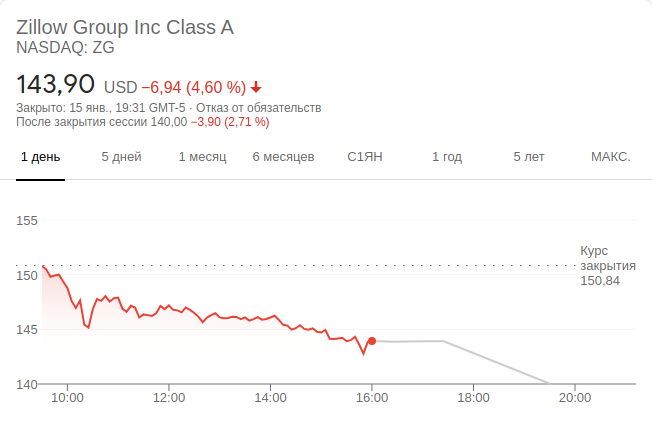 Zillow Group Inc Class A
NASDAQ: ZG
143,90 USD −6,94 (4,60 %)
Закрыто: 15 янв., 19:31 GMT-5 · Отказ от обязательств
После закрытия сессии 140,00 −3,90 (2,71 %)
1 день 5 дней 1 месяц 6 месяцев С1ЯН 1 год 5 лет МАКС.
155
Курс
закрытия
150,84
150
145
140
10:00 12:00 14:00 16:00 18:00 20:00